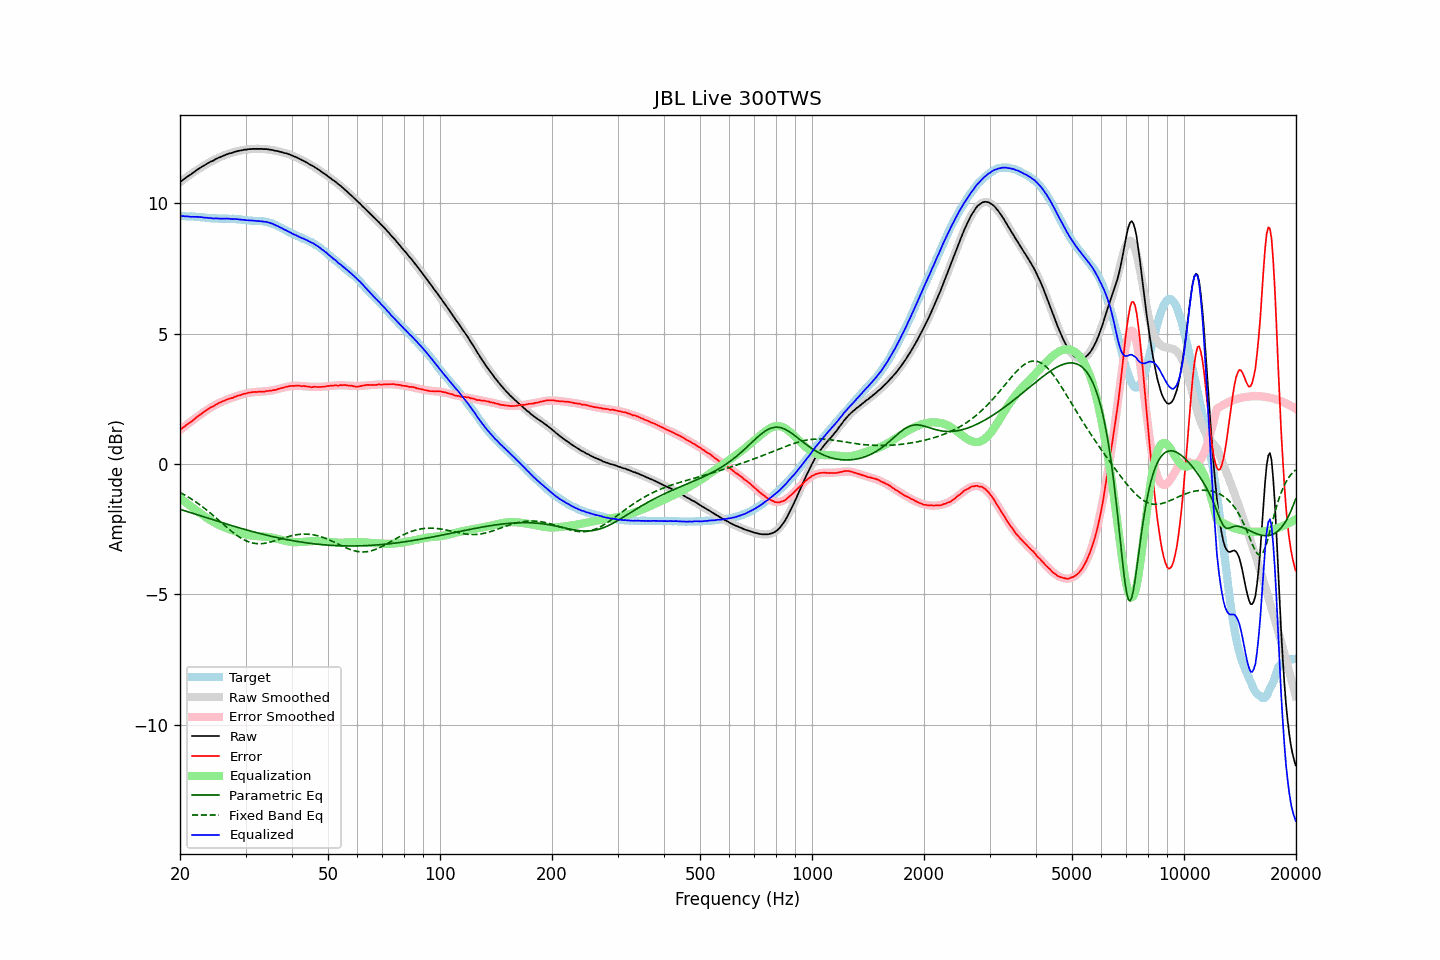 JBL Live 300TWS
Amplitude (dBr)
10
5
0
−5
−10
Target
Raw Smoothed
Error Smoothed
Raw
Error
Equalization
Parametric Eq
Fixed Band Eq
Equalized
20 50 100 200 500 1000 2000 5000 10000 20000
Frequency (Hz)